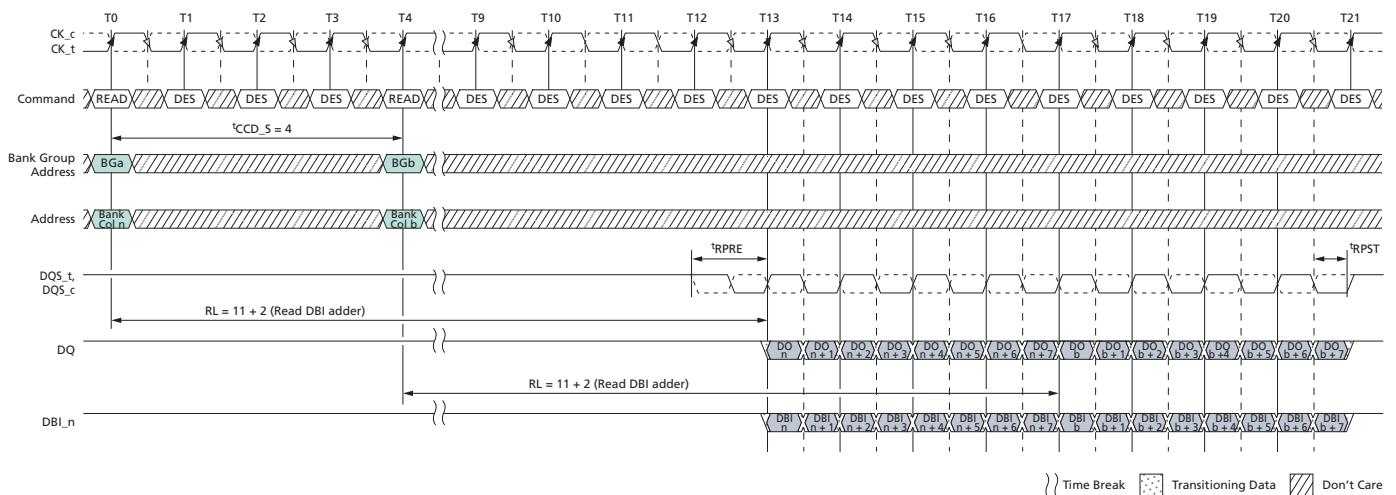 T0 T1 T2 T3 T4 T9 T10 T11 T12 T13 T14 T15 T16 T17 T18 T19 T20 T21
CK_c
CK_t
Command READ DES DES DES READ DES DES DES DES DES DES DES DES DES DES DES DES DES
tCCD_S = 4
Bank Group
Address
BGa BGb
Address
Bank
Col n
Bank
Col b
tRPRE tRPST
DQS_t,
DQS_c
RL = 11 + 2 (Read DBI adder)
DQ
DO
n
DO
n + 1
DO
n + 2
DO
n + 3
DO
n + 4
DO
n + 5
DO
n + 6
DO
n + 7
DO
b
DO
b + 1
DO
b + 2
DO
b + 3
DO
b +4
DO
b + 5
DO
b + 6
DO
b + 7
RL = 11 + 2 (Read DBI adder)
DBI_n
DBI
n
DBI
n + 1
DBI
n + 2
DBI
n + 3
DBI
n + 4
DBI
n + 5
DBI
n + 6
DBI
n + 7
DBI
b
DBI
b + 1
DBI
b + 2
DBI
b + 3
DBI
b + 4
DBI
b + 5
DBI
b + 6
DBI
b + 7
Time Break Transitioning Data Don't Care